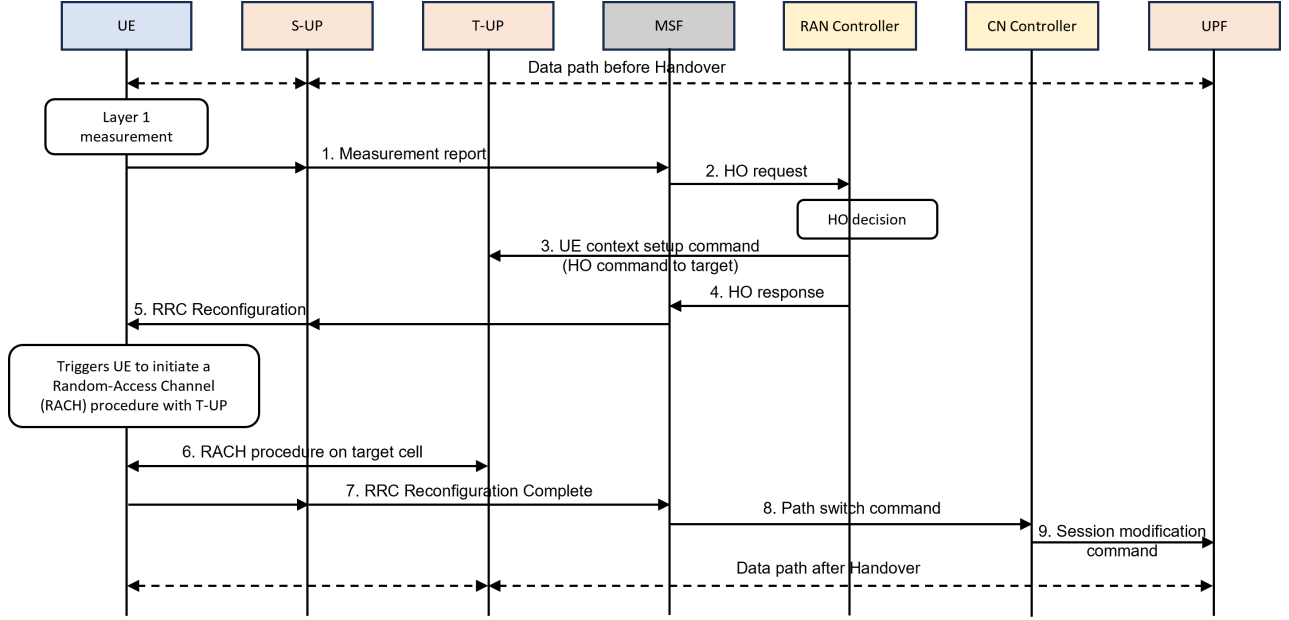 UE
S-UP
T-UP
MSF
RAN Controller
CN Controller
UPF
Data path before Handover
Layer 1
measurement
1. Measurement report
2. HO request
HO decision
3. UE context setup command
(HO command to target)
4. HO response
5. RRC Reconfiguration
Triggers UE to initiate a
Random-Access Channel
(RACH) procedure with T-UP
6. RACH procedure on target cell
7. RRC Reconfiguration Complete
8. Path switch command
9. Session modification
command
Data path after Handover